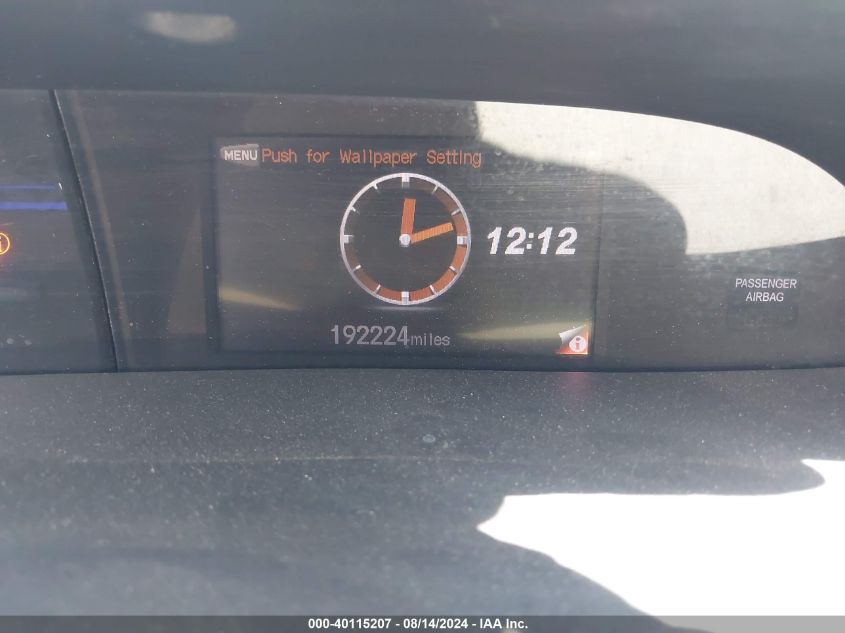 MENU Push for Wallpaper Setting
12:12
192224 miles
PASSENGER
AIRBAG
000-40115207 - 08/14/2024 - IAA Inc.